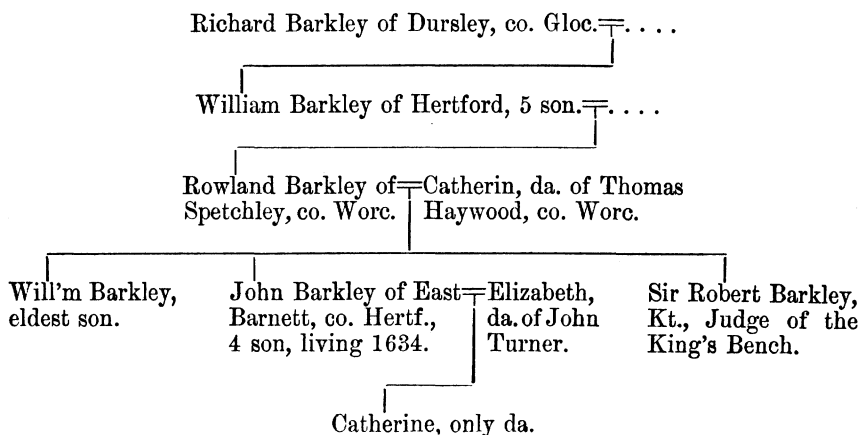 Richard Barkley of Dursley, co. Gloc.=. . . .
William Barkley of Hertford, 5 son.=. . . .
Rowland Barkley of=Catherin, da. of Thomas
Spetchley, co. Worc. Haywood, co. Worc.
Will'm Barkley,
eldest son.
John Barkley of East=Elizabeth,
Barnett, co. Hertf., da. of John
4 son, living 1634. Turner.
Sir Robert Barkley,
Kt., Judge of the
King's Bench.
Catherine, only da.